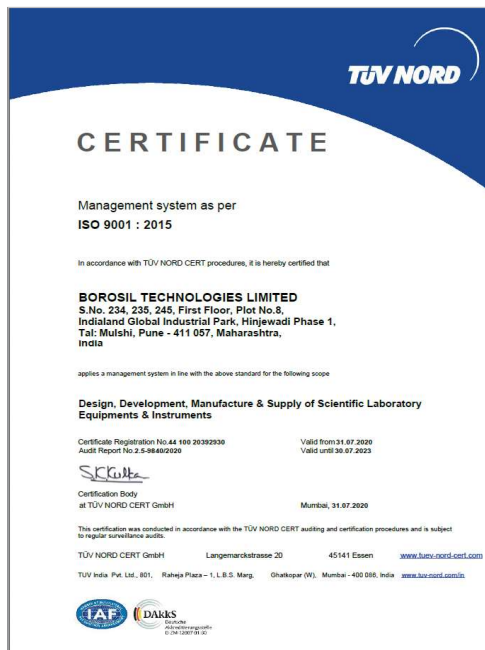 TÜV NORD
CERTIFICATE
Management system as per
ISO 9001 : 2015
In accordance with TÜV NORD CERT procedures, it is hereby certified that
BOROSIL TECHNOLOGIES LIMITED
S.No. 234, 235, 245, First Floor, Plot No.8,
Indialand Global Industrial Park, Hinjewadi Phase 1,
Tal: Mulshi, Pune - 411 057, Maharashtra,
India
applies a management system in line with the above standard for the following scope
Design, Development, Manufacture & Supply of Scientific Laboratory
Equipments & Instruments
Certificate Registration No.44 100 20392930 Valid from 31.07.2020
Audit Report No.2.5-9840/2020 Valid until 30.07.2023
Certification Body
at TÜV NORD CERT GmbH Mumbai, 31.07.2020
This certification was conducted in accordance with the TÜV NORD CERT auditing and certification procedures and is subject
to regular surveillance audits.
TÜV NORD CERT GmbH Langemarckstrasse 20 45141 Essen www.tuev-nord-cert.com
TUV India Pvt. Ltd., 801, Raheja Plaza – 1, L.B.S. Marg, Ghatkopar (W), Mumbai - 400 086, India www.tuv-nord.com/in
IAF
DAkkS
Deutsche
Akkreditierungsstelle